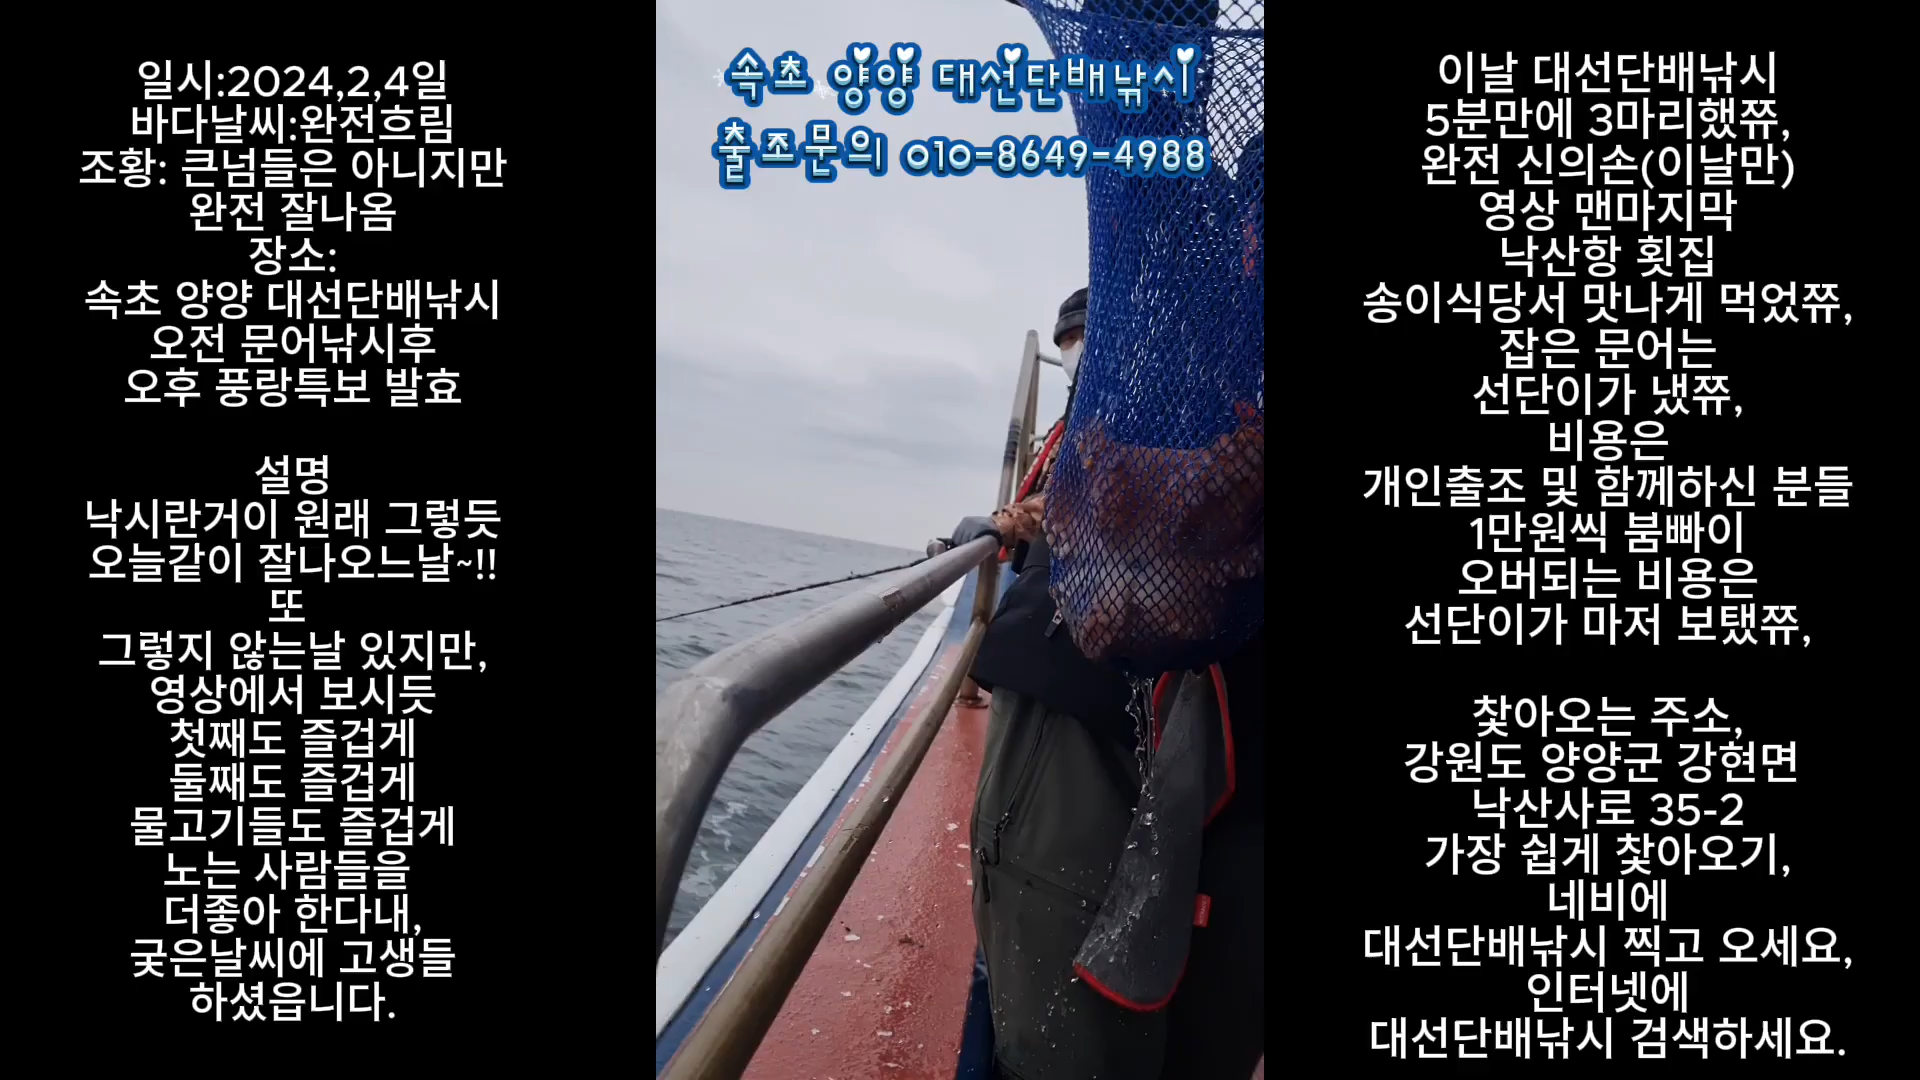 일시:2024,2,4일
바다날씨:완전흐림
조황: 큰넘들은 아니지만
완전 잘나옴
장소:
속초 양양 대선단배낚시
오전 문어낚시후
오후 풍랑특보 발효
설명
낙시란거이 원래 그렇듯
오늘같이 잘나오느날~!!
또
그렇지 않는날 있지만,
영상에서 보시듯
첫째도 즐겁게
둘째도 즐겁게
물고기들도 즐겁게
노는 사람들을
더좋아 한다내,
궂은날씨에 고생들
하셨읍니다.
속초 양양 대선단배낚시
출조문의 010-8649-4988
이날 대선단배낚시
5분만에 3마리했쮸,
완전 신의손(이날만)
영상 맨마지막
낙산항 횟집
송이식당서 맛나게 먹었쮸,
잡은 문어는
선단이가 냈쮸,
비용은
개인출조 및 함께하신 분들
1만원씩 붐빠이
오버되는 비용은
선단이가 마저 보탰쮸,
찿아오는 주소,
강원도 양양군 강현면
낙산사로 35-2
가장 쉽게 찿아오기,
네비에
대선단배낚시 찍고 오세요,
인터넷에
대선단배낚시 검색하세요.